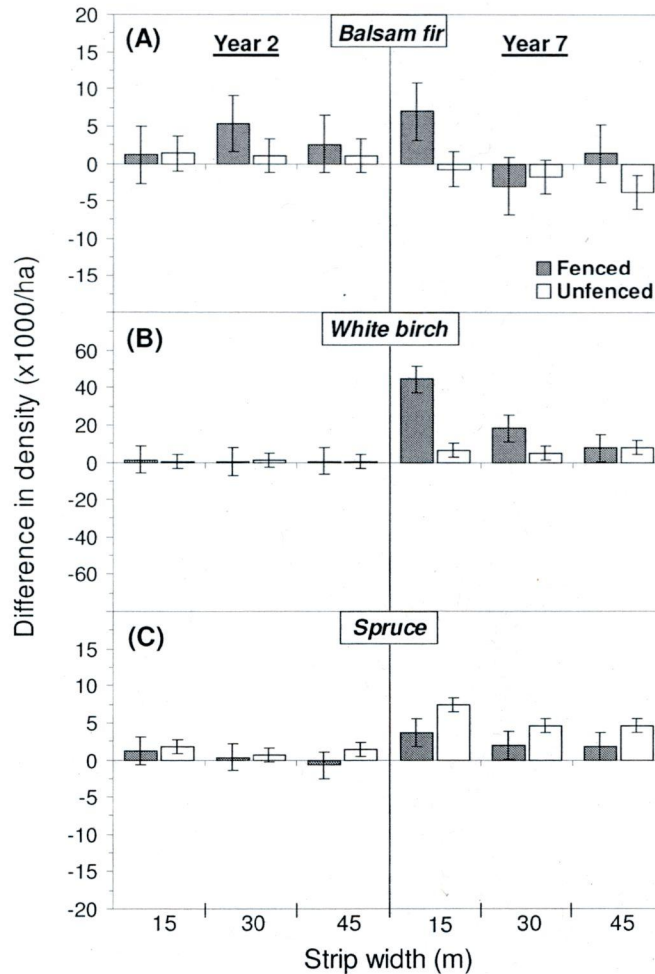 20
(A)
Balsam fir
Year 2
Year 7
15
10
5
0
-5
-10
-15
Fenced
Unfenced
(B)
White birch
60
40
20
0
-20
-40
-60
(C)
Spruce
15
10
5
0
-5
-10
-15
-20
Difference in density (x1000/ha)
15
30
45
15
30
45
Strip width (m)